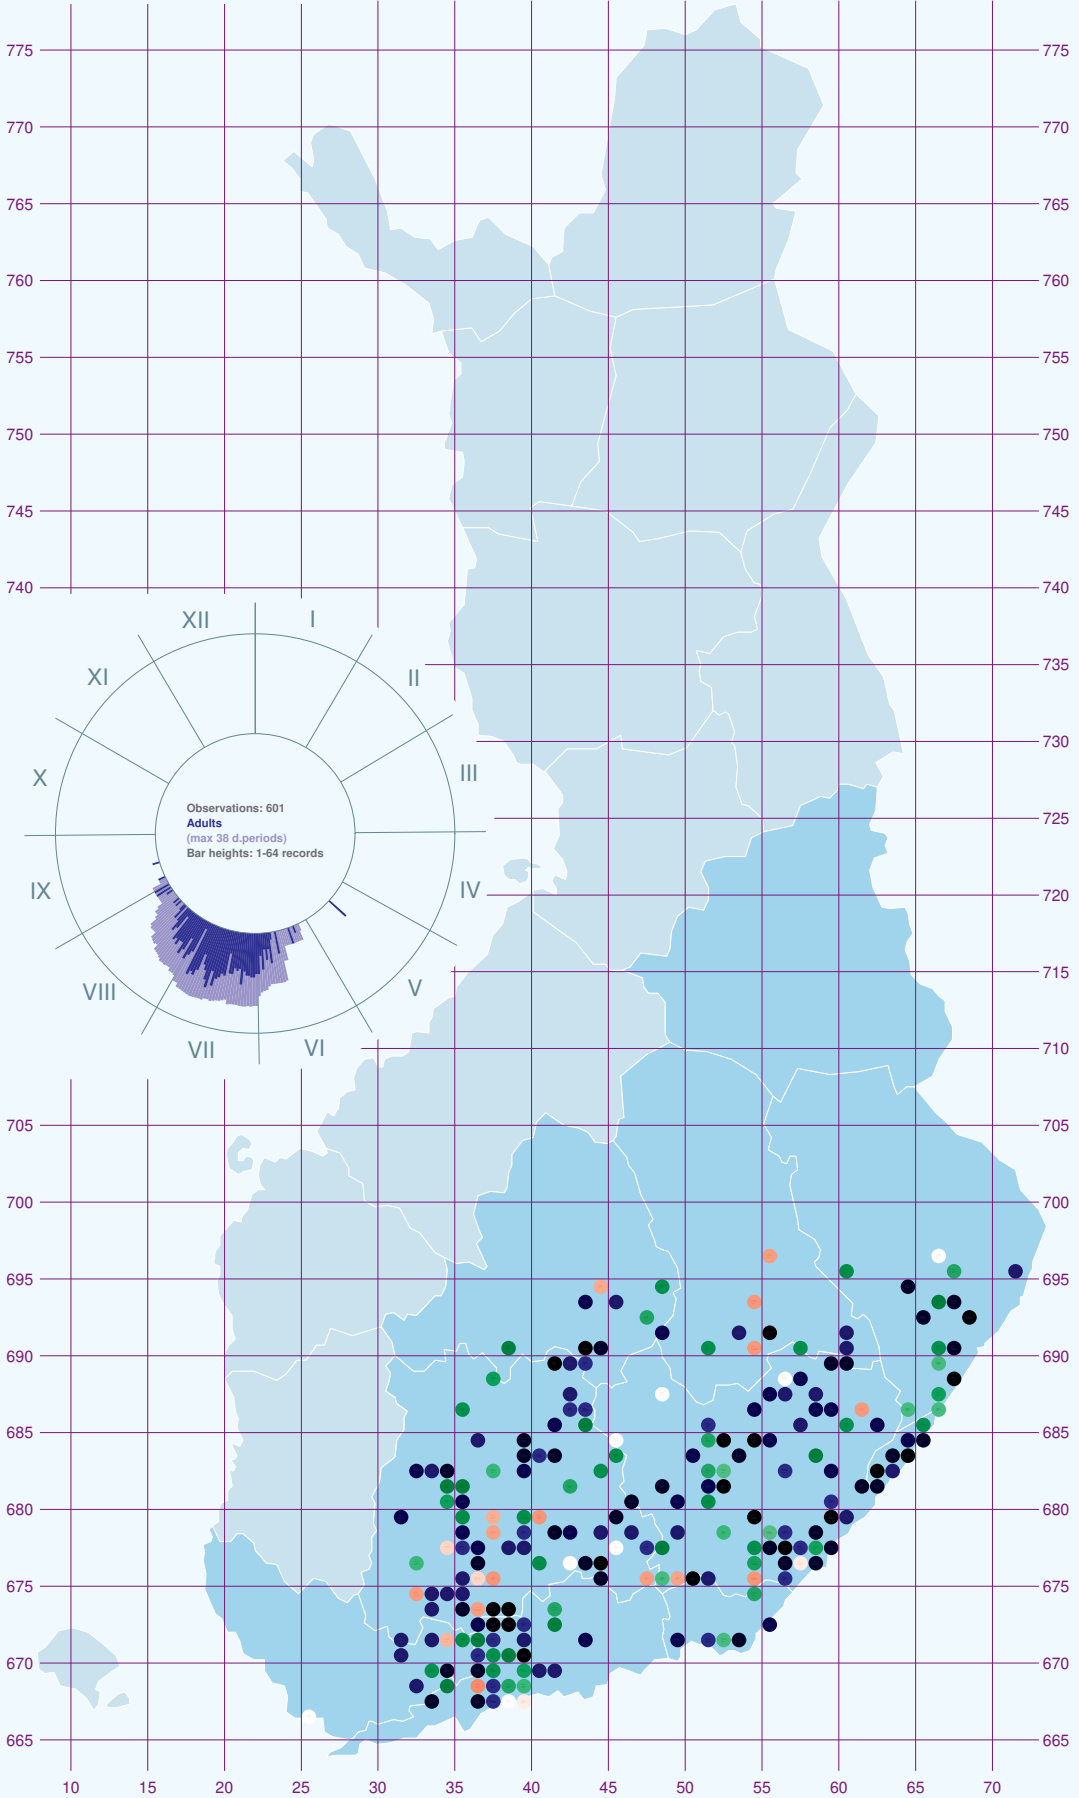 775 775
770 770
765 765
760 760
755 755
750 750
745 745
740 740
735
730
725
720
715
710
705 705
700 700
695 695
690 690
685 685
680 680
675 675
670 670
665 665
XII I
XI II
X III
IX IV
VIII V
VII VI
Observations: 601
Adults
(max 38 d.periods)
Bar heights: 1-64 records
10 15 20 25 30 35 40 45 50 55 60 65 70